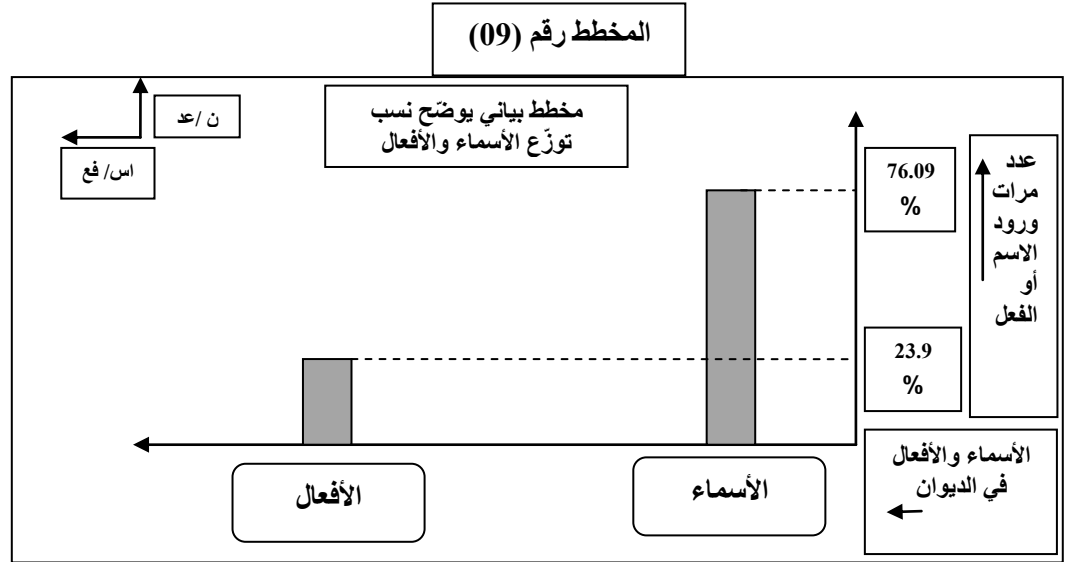 المخطط رقم (09)
مخطط بياني يوضّح نسب
توزّع الأسماء والأفعال
ن /عد
اس/ فع
عدد
مرات
ورود
الاسم
أو
الفعل
76.09
%
23.9
%
الأسماء والأفعال
في الديوان
الأسماء
الأفعال